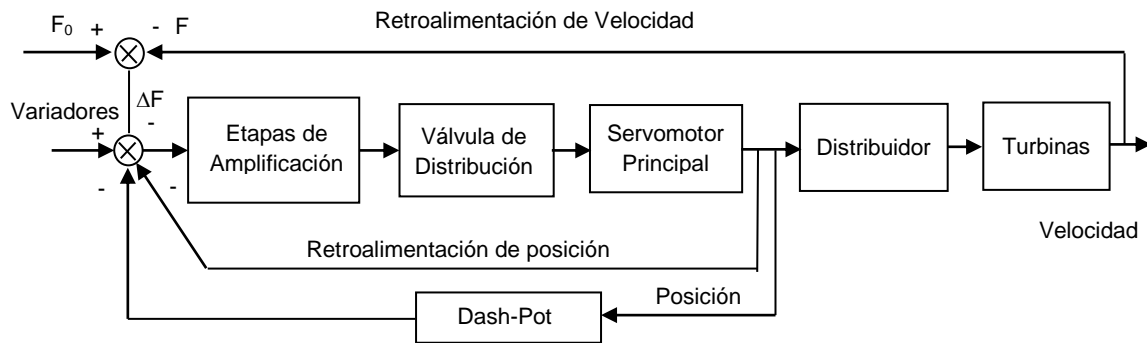 Retroalimentación de Velocidad
F₀ + - F
Variadores
ΔF
+ -
Etapas de
Amplificación
Válvula de
Distribución
Servomotor
Principal
Distribuidor
Turbinas
- -
Velocidad
Retroalimentación de posición
Posición
Dash-Pot